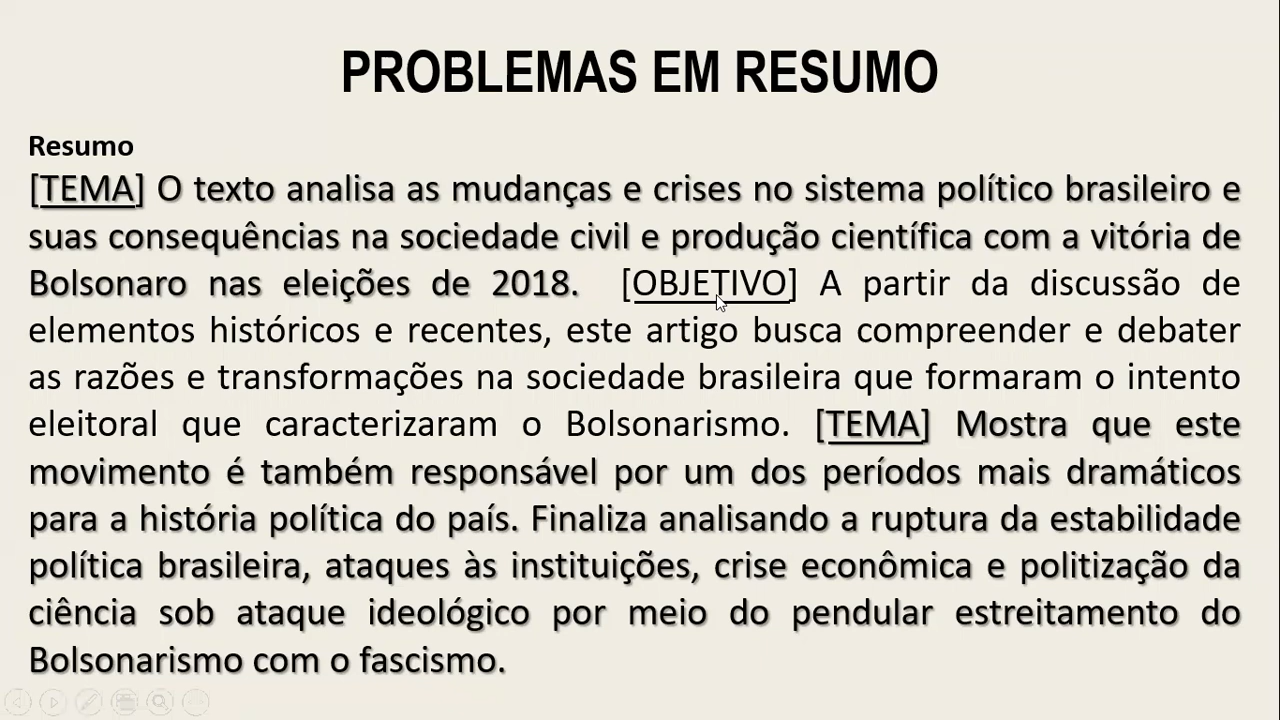 PROBLEMAS EM RESUMO
Resumo
[TEMA] O texto analisa as mudanças e crises no sistema político brasileiro e
suas consequências na sociedade civil e produção científica com a vitória de
Bolsonaro nas eleições de 2018. [OBJETIVO] A partir da discussão de
elementos históricos e recentes, este artigo busca compreender e debater
as razões e transformações na sociedade brasileira que formaram o intento
eleitoral que caracterizaram o Bolsonarismo. [TEMA] Mostra que este
movimento é também responsável por um dos períodos mais dramáticos
para a história política do país. Finaliza analisando a ruptura da estabilidade
política brasileira, ataques às instituições, crise econômica e politização da
ciência sob ataque ideológico por meio do pendular estreitamento do
Bolsonarismo com o fascismo.